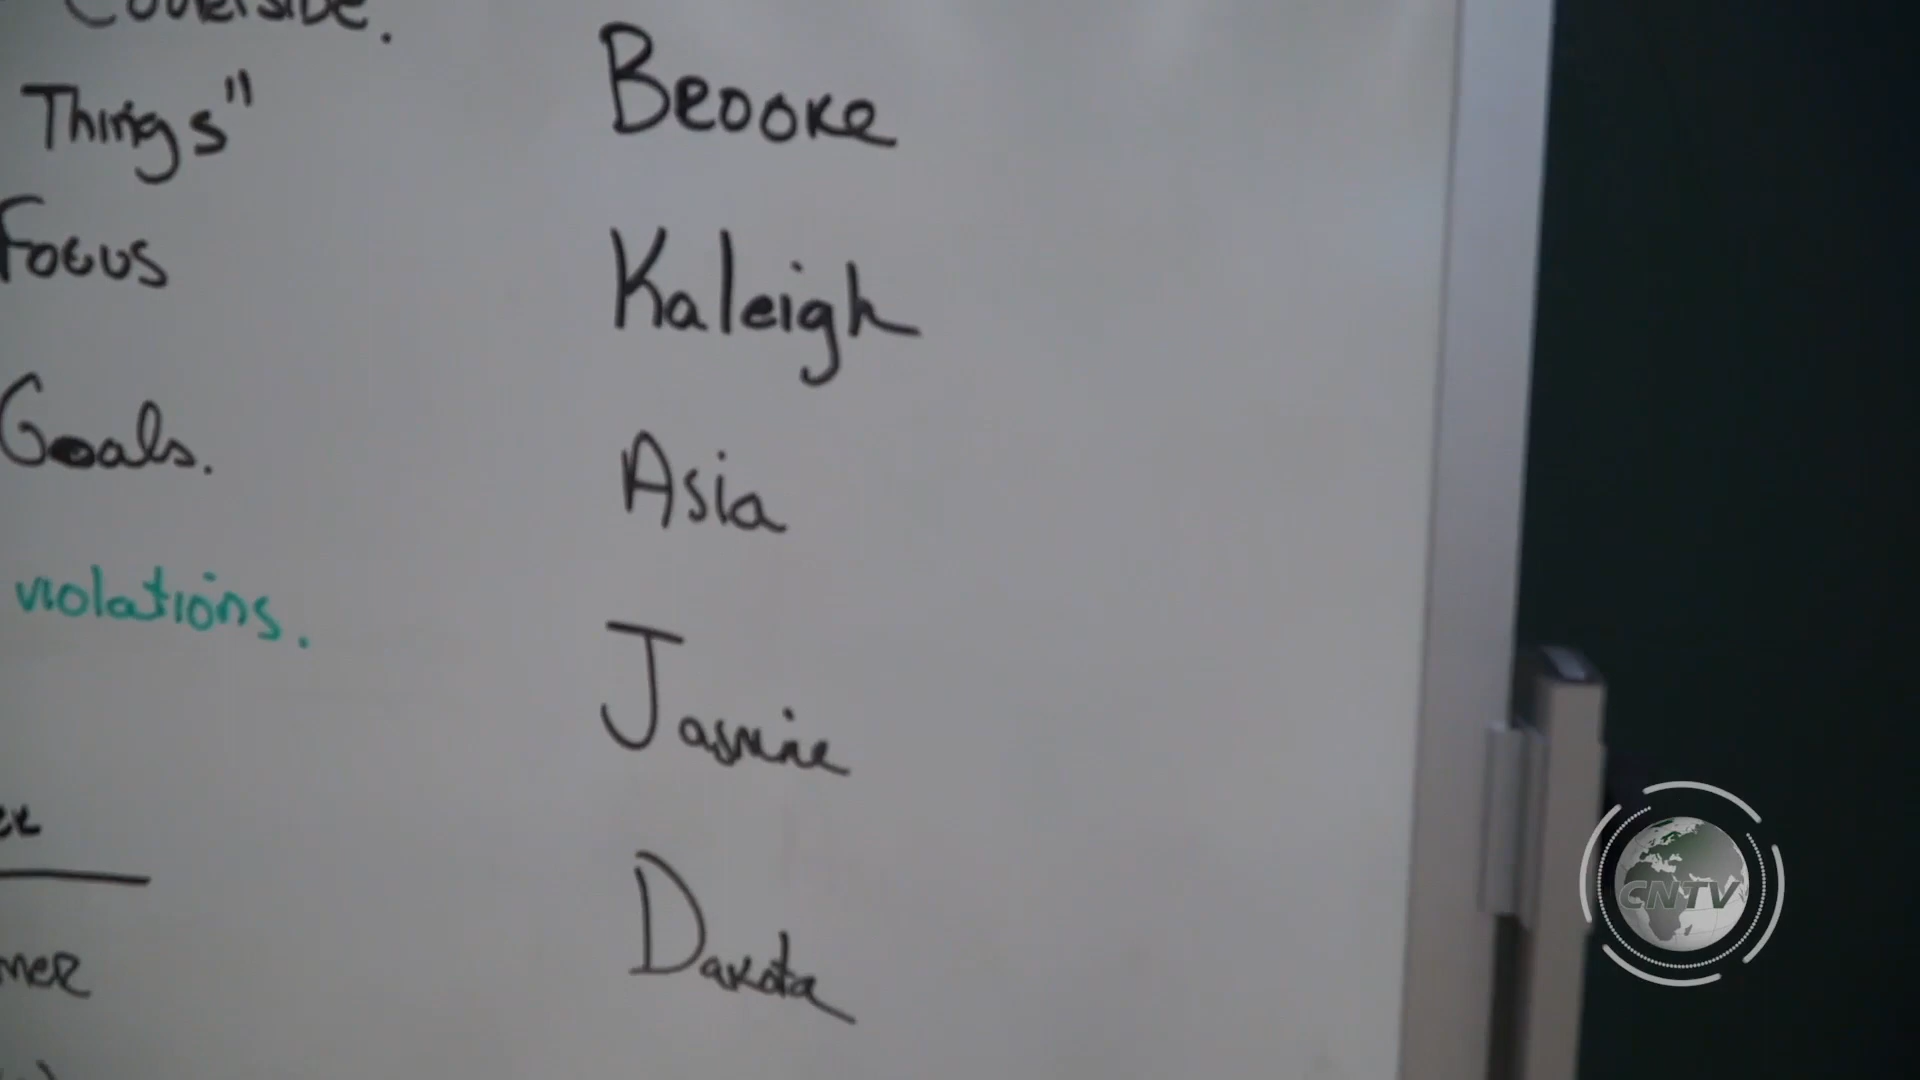 Things"
Focus
Goals.
violations.
Brooke
Kaleigh
Asia
Jasmine
Dakota
CNTV